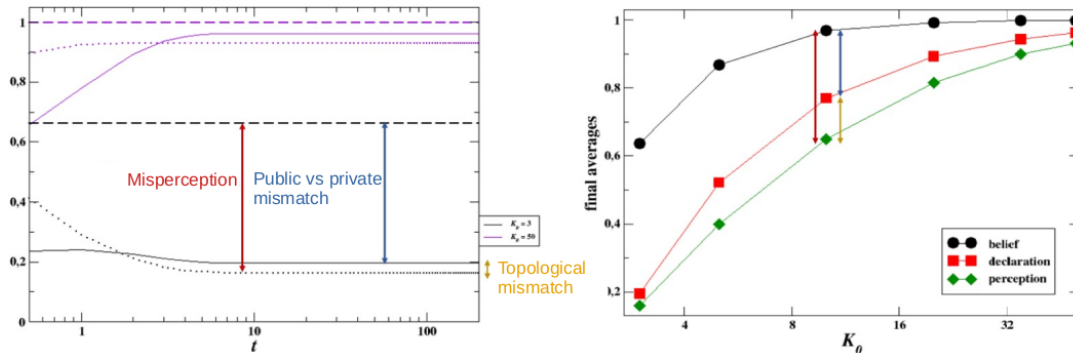 1
0,8
0,6
0,4
0,2
0
1
10
100
t
Misperception
Public vs private
mismatch
K₀ = 3
K₀ = 50
Topological
mismatch
final averages
1
0,8
0,6
0,4
0,2
4
8
16
32
K₀
belief
declaration
perception